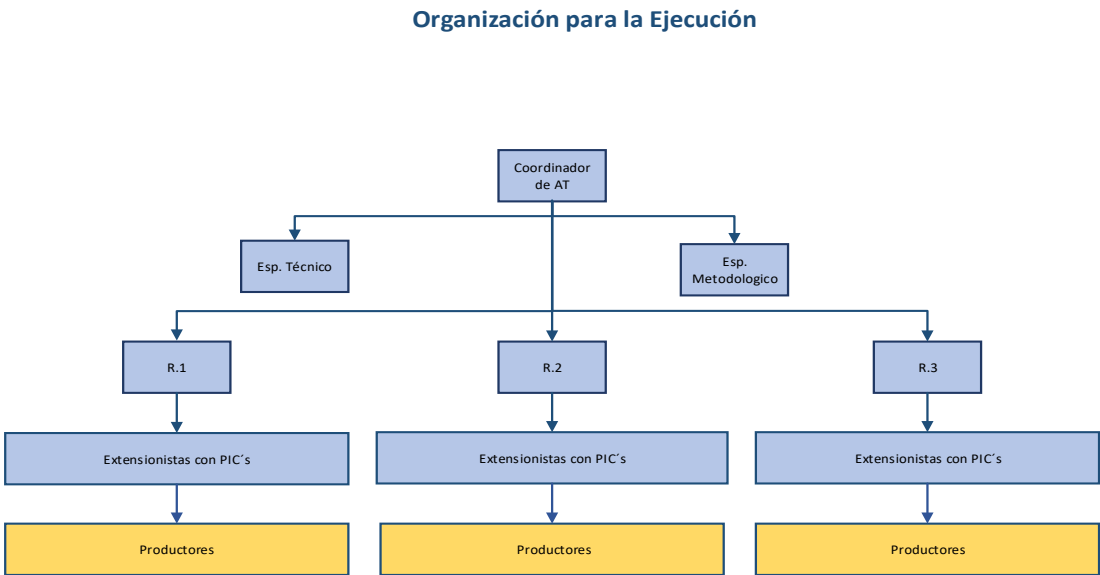 Organización para la Ejecución
Coordinador
de AT
Esp. Técnico
Esp.
Metodologico
R.1
R.2
R.3
Extensionistas con PIC´s
Extensionistas con PIC´s
Extensionistas con PIC´s
Productores
Productores
Productores